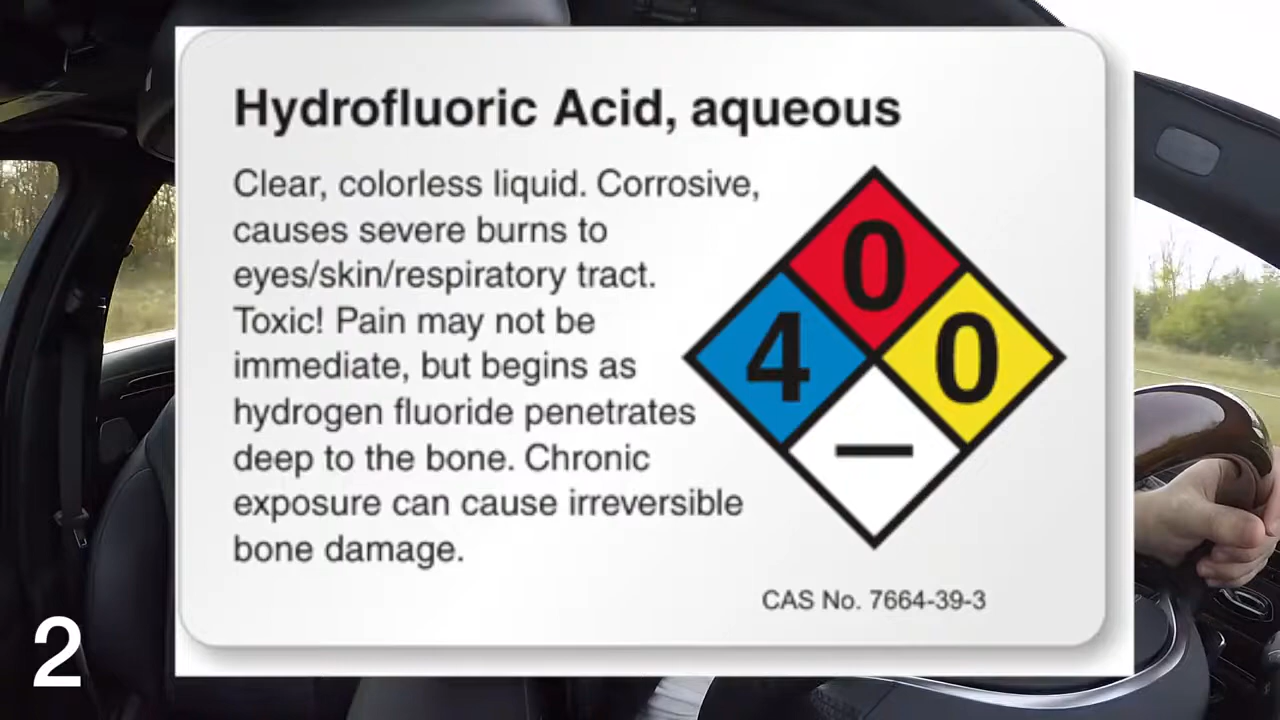 Hydrofluoric Acid, aqueous
Clear, colorless liquid. Corrosive,
causes severe burns to
eyes/skin/respiratory tract.
Toxic! Pain may not be
immediate, but begins as
hydrogen fluoride penetrates
deep to the bone. Chronic
exposure can cause irreversible
bone damage.
0
4 0
—
CAS No. 7664-39-3
2